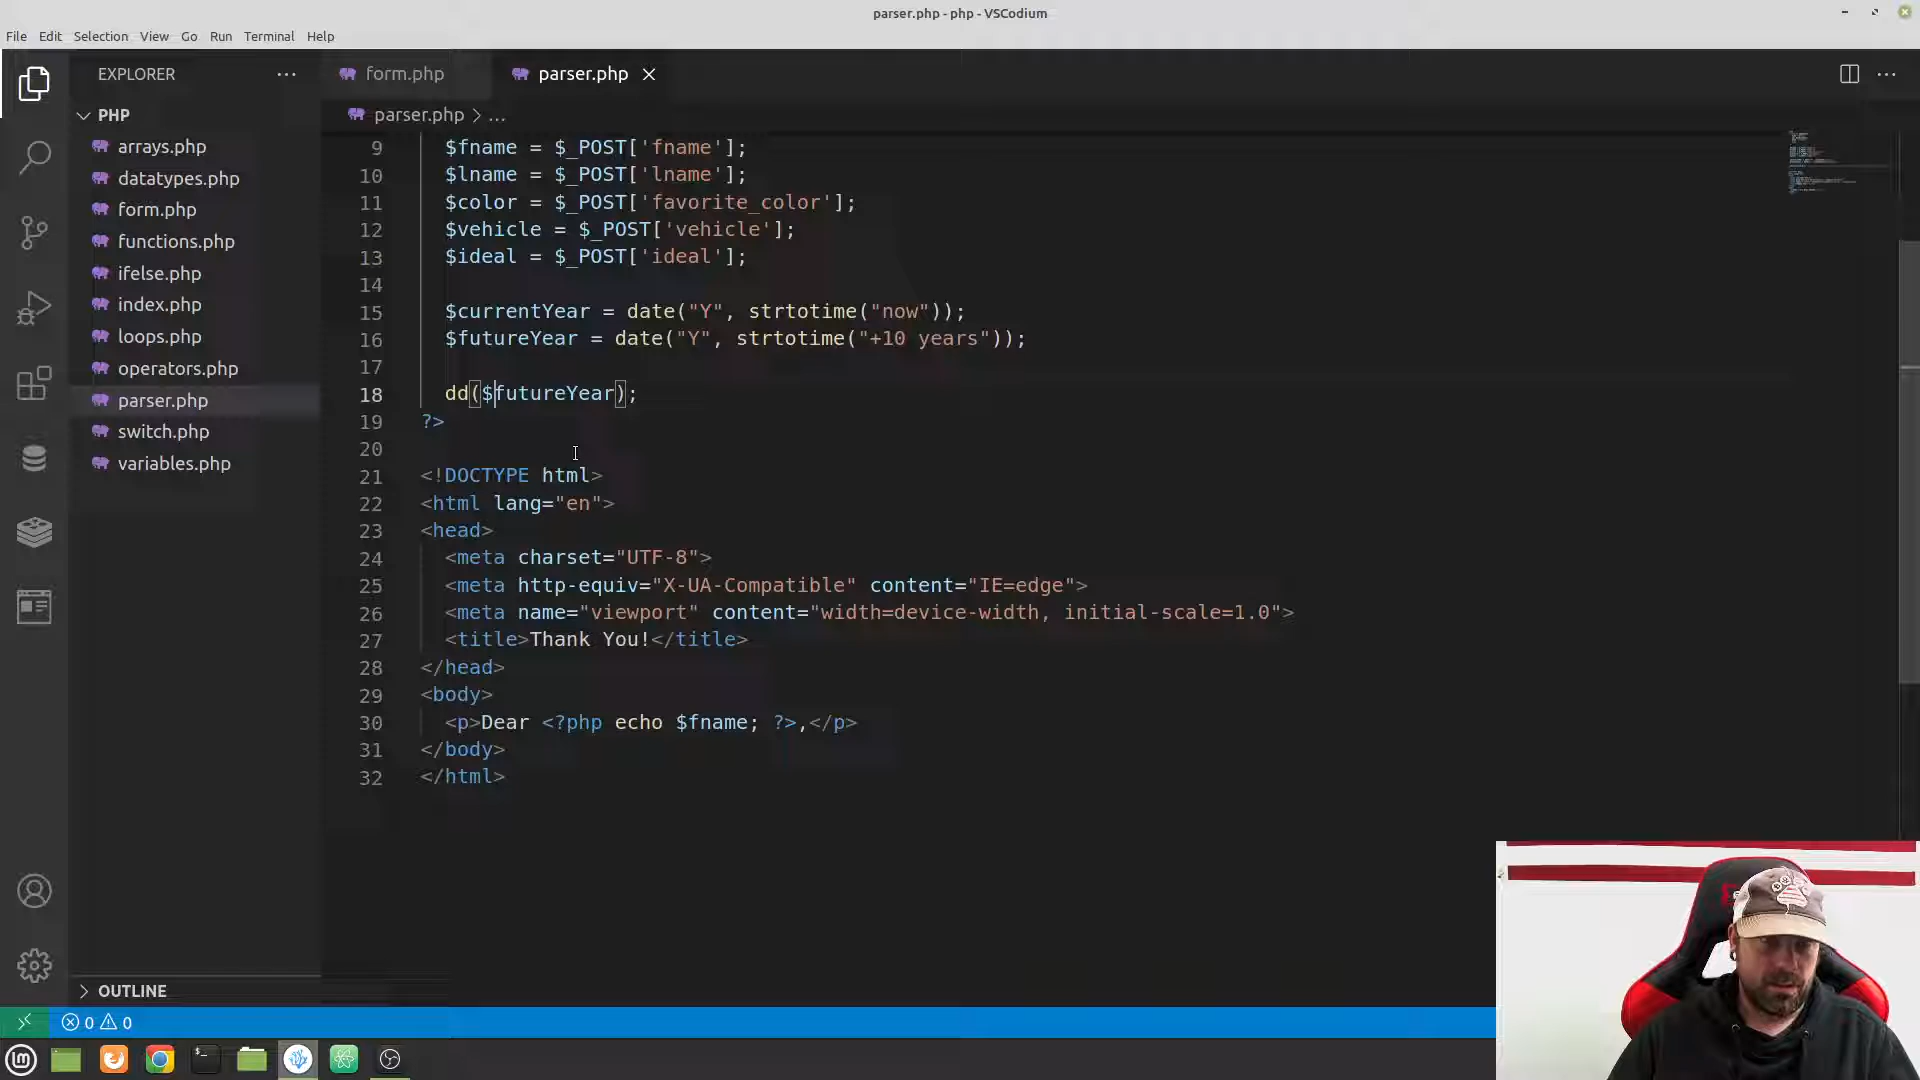 parser.php - php - VSCodium
File Edit Selection View Go Run Terminal Help
EXPLORER
form.php
parser.php
PHP
arrays.php
datatypes.php
form.php
functions.php
ifelse.php
index.php
loops.php
operators.php
parser.php
switch.php
variables.php
OUTLINE
parser.php > ...
9 $fname = $_POST['fname'];
10 $lname = $_POST['lname'];
11 $color = $_POST['favorite_color'];
12 $vehicle = $_POST['vehicle'];
13 $ideal = $_POST['ideal'];
14
15 $currentYear = date("Y", strtotime("now"));
16 $futureYear = date("Y", strtotime("+10 years"));
17
18 dd($futureYear);
19 ?>
20
21 <!DOCTYPE html>
22 <html lang="en">
23 <head>
24 <meta charset="UTF-8">
25 <meta http-equiv="X-UA-Compatible" content="IE=edge">
26 <meta name="viewport" content="width=device-width, initial-scale=1.0">
27 <title>Thank You!</title>
28 </head>
29 <body>
30 <p>Dear <?php echo $fname; ?>,</p>
31 </body>
32 </html>
0 0